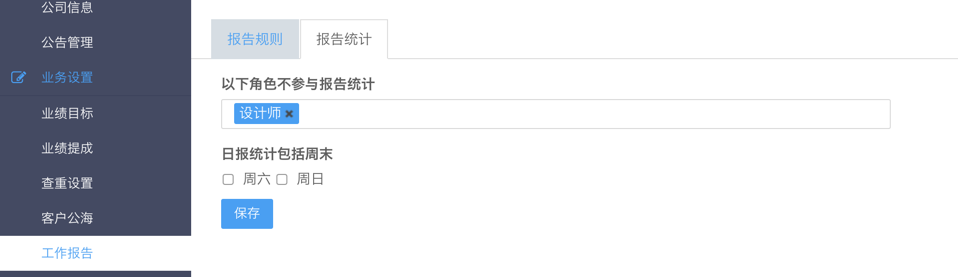 公司信息
公告管理
业务设置
业绩目标
业绩提成
查重设置
客户公海
工作报告
报告规则 报告统计
以下角色不参与报告统计
设计师 ✖
日报统计包括周末
周六 周日
保存